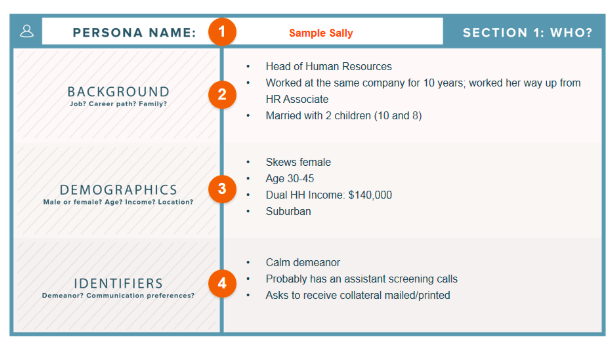 PERSONA NAME: 1 Sample Sally SECTION 1: WHO?
BACKGROUND
Job? Career path? Family?
2
• Head of Human Resources
• Worked at the same company for 10 years; worked her way up from
HR Associate
• Married with 2 children (10 and 8)
DEMOGRAPHICS
Male or female? Age? Income? Location?
3
• Skews female
• Age 30-45
• Dual HH Income: $140,000
• Suburban
IDENTIFIERS
Demeanor? Communication preferences?
4
• Calm demeanor
• Probably has an assistant screening calls
• Asks to receive collateral mailed/printed